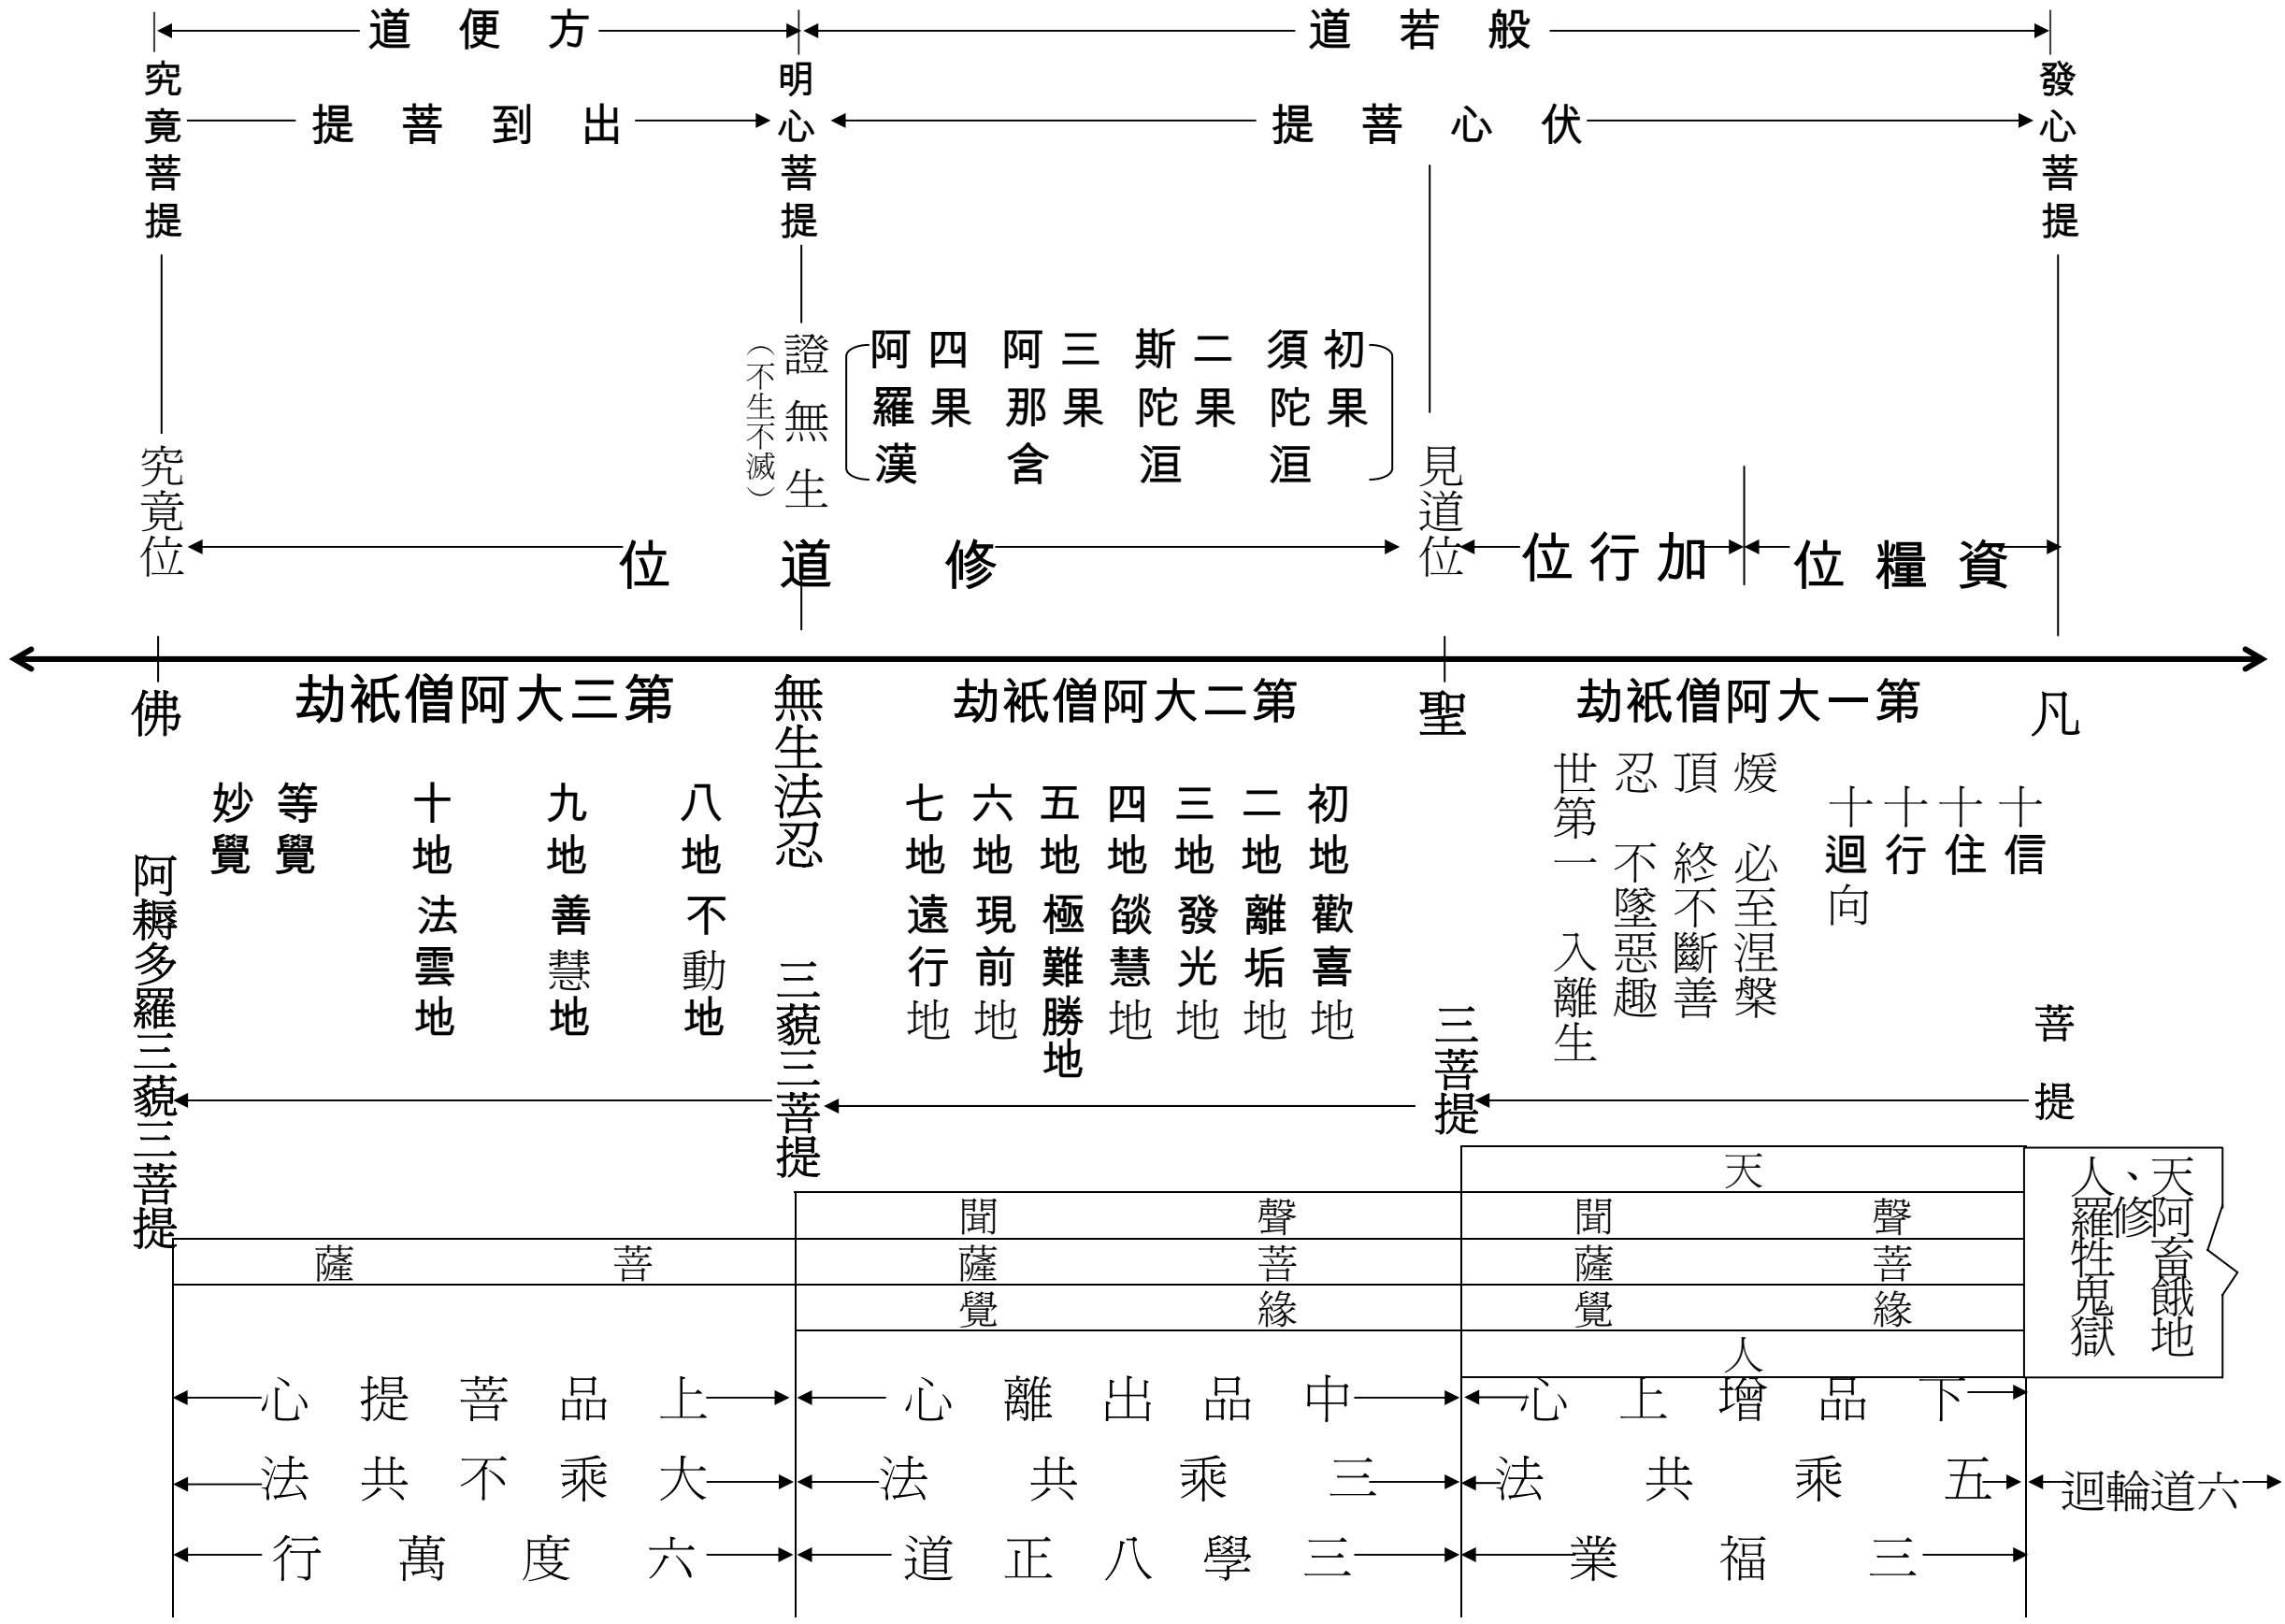 般若道
方便道
發心菩提
伏心菩提
明心菩提
出到菩提
究竟菩提
初果
須陀洹
二果
斯陀洹
三果
阿那含
四果
阿羅漢
證無生
（不生不滅）
資糧位
加行位
見道位
修道位
究竟位
凡
第一大阿僧祇劫
聖
第二大阿僧祇劫
無生法忍
第三大阿僧祇劫
佛
十信
十住
十行
十迴向
煖 必至涅槃
頂 終不斷善
忍 不墜惡趣
世第一 入離生
初地歡喜地
二地離垢地
三地發光地
四地燄慧地
五地極難勝地
六地現前地
七地遠行地
八地不動地
九地善慧地
十地法雲地
等覺
妙覺
菩提
三菩提
三藐三菩提
阿耨多羅三藐三菩提
天、人
阿修羅
畜牲
餓鬼
地獄
天
聲聞
菩薩
緣覺
人
聲聞
菩薩
緣覺
菩薩
下品增上心
中品出離心
上品菩提心
六道輪迴
五乘共法
三乘共法
大乘不共法
三福業
三學八正道
六度萬行